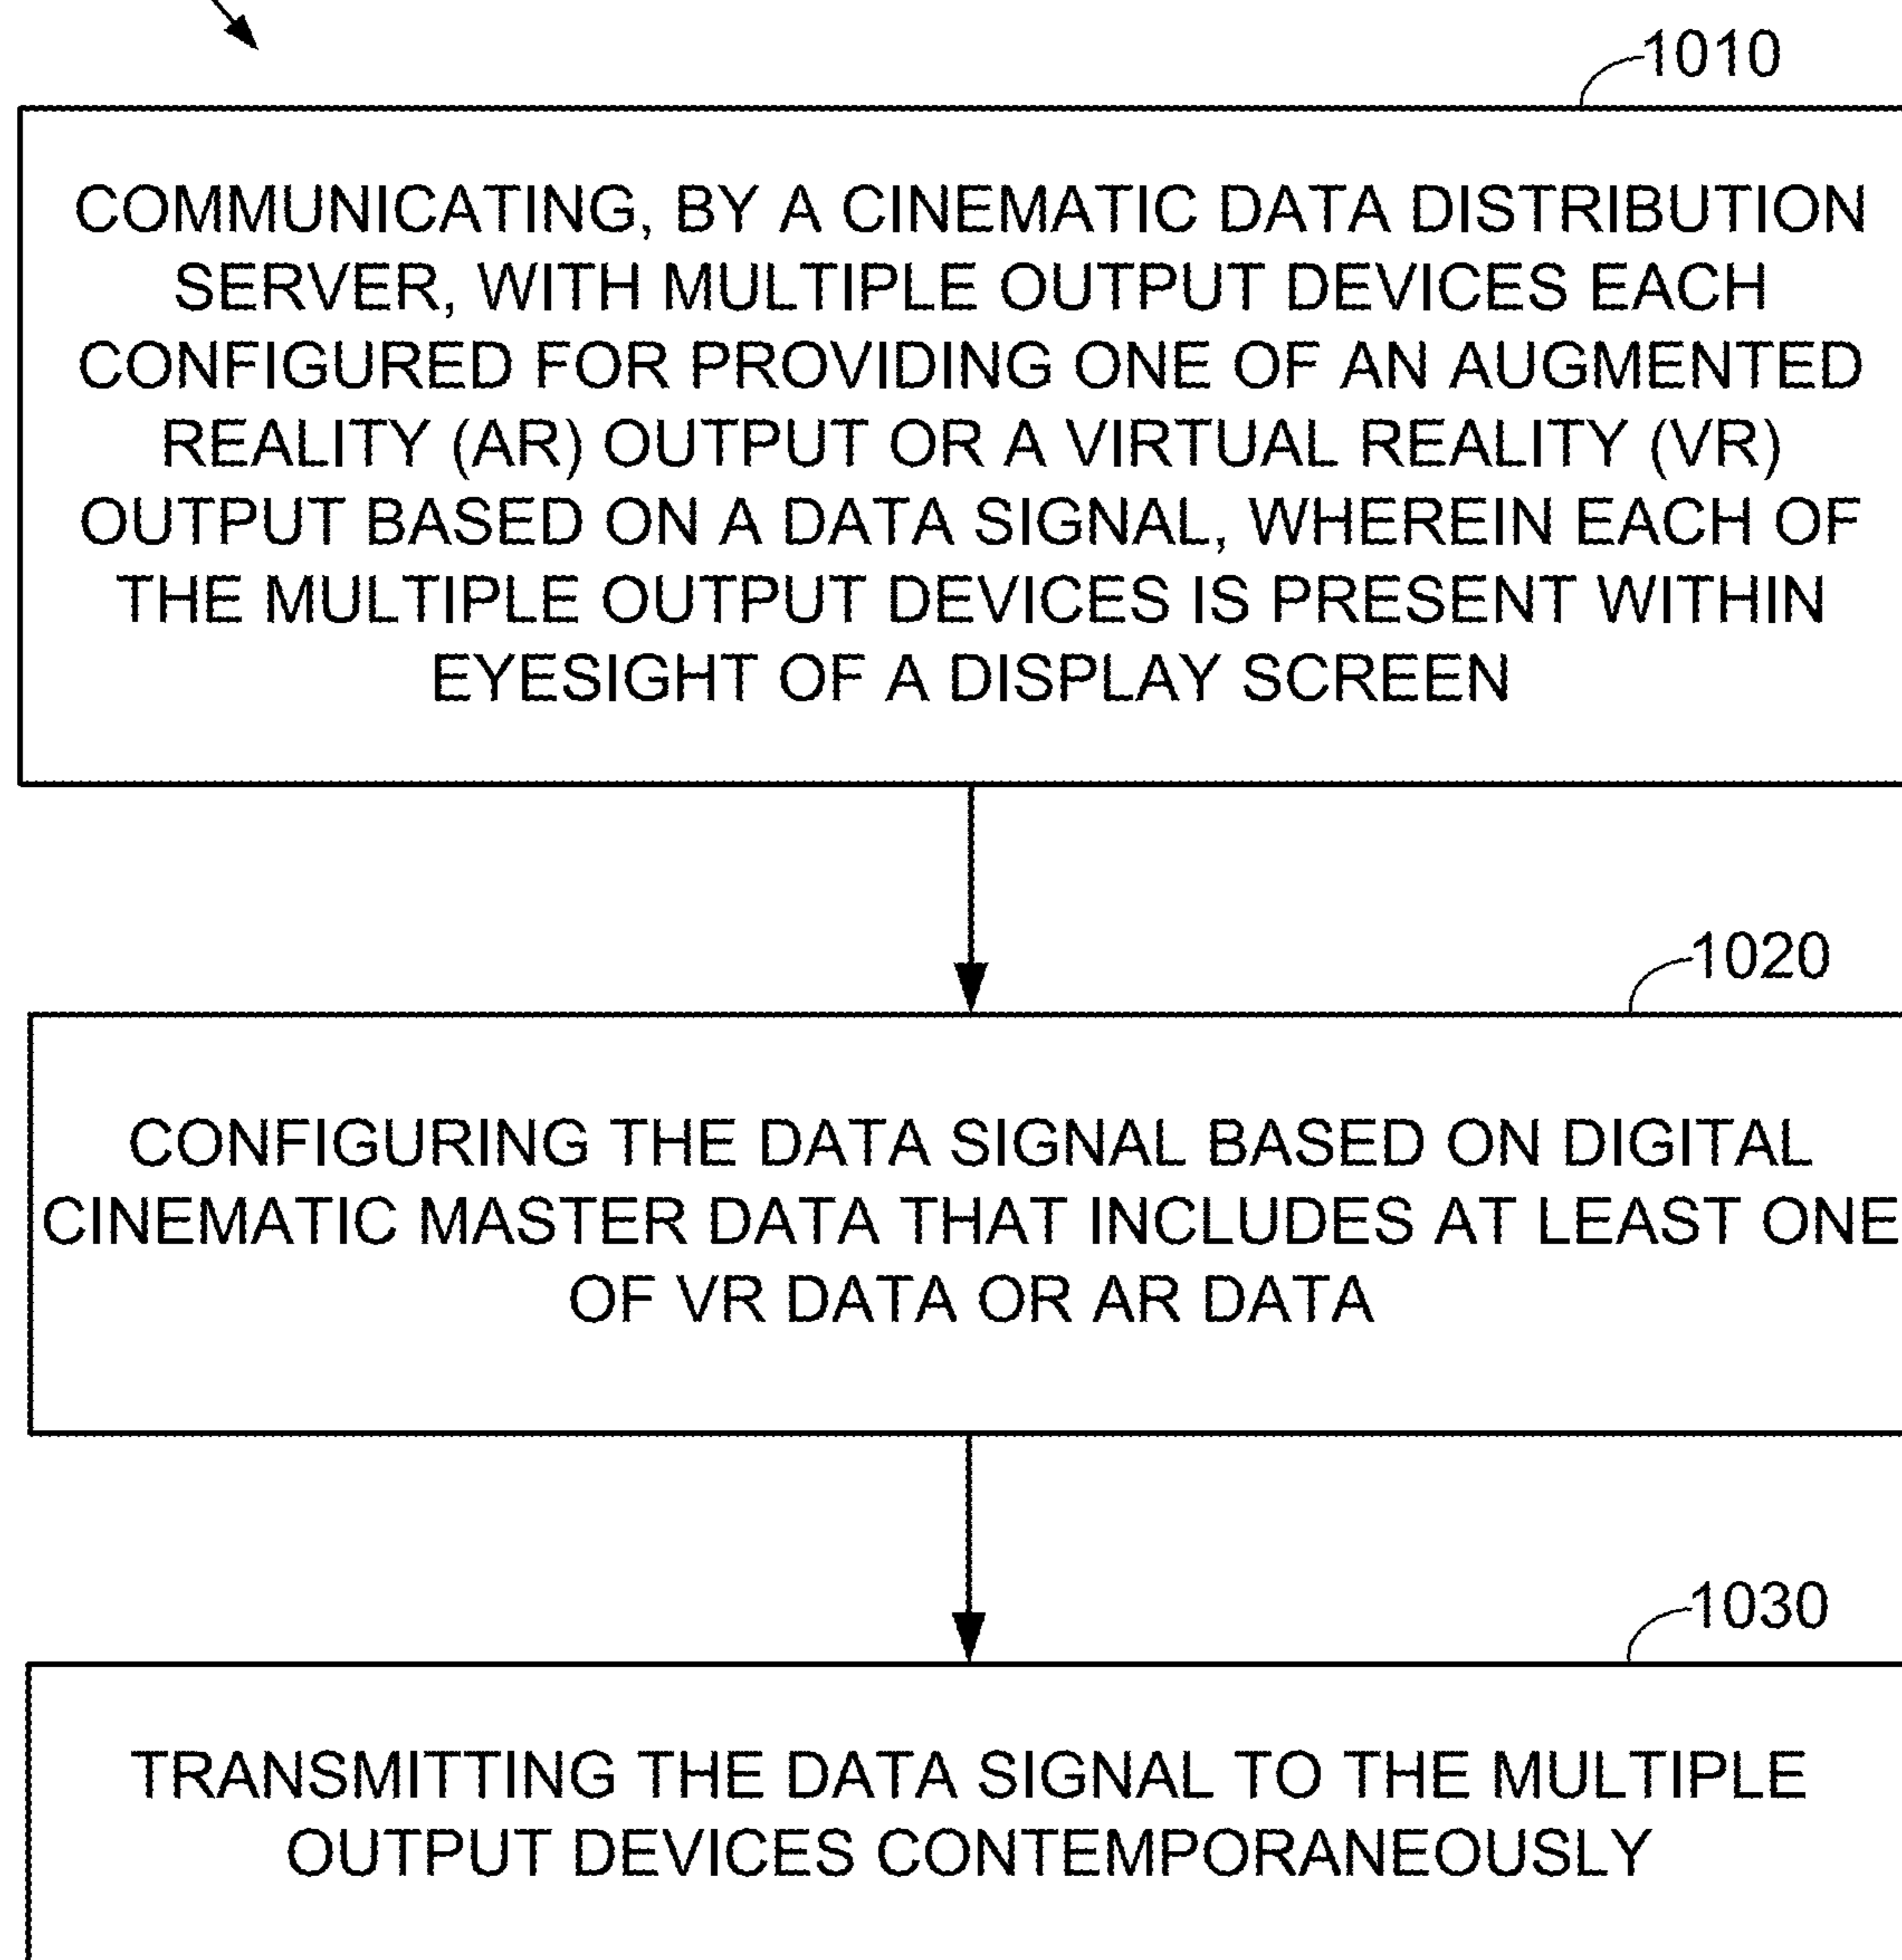 1010
COMMUNICATING, BY A CINEMATIC DATA DISTRIBUTION
SERVER, WITH MULTIPLE OUTPUT DEVICES EACH
CONFIGURED FOR PROVIDING ONE OF AN AUGMENTED
REALITY (AR) OUTPUT OR A VIRTUAL REALITY (VR)
OUTPUT BASED ON A DATA SIGNAL, WHEREIN EACH OF
THE MULTIPLE OUTPUT DEVICES IS PRESENT WITHIN
EYESIGHT OF A DISPLAY SCREEN
1020
CONFIGURING THE DATA SIGNAL BASED ON DIGITAL
CINEMATIC MASTER DATA THAT INCLUDES AT LEAST ONE
OF VR DATA OR AR DATA
1030
TRANSMITTING THE DATA SIGNAL TO THE MULTIPLE
OUTPUT DEVICES CONTEMPORANEOUSLY